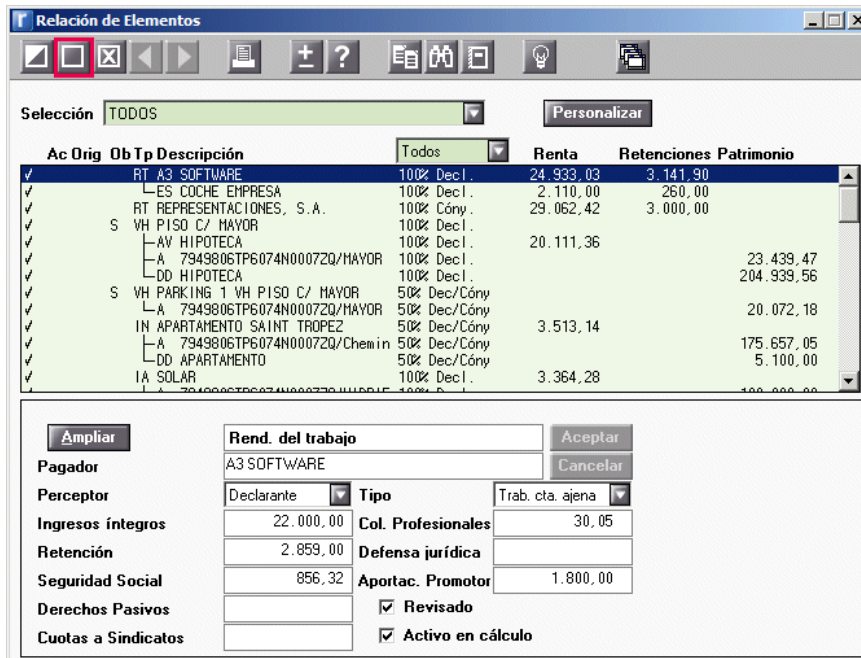 Relación de Elementos
Selección TODOS Personalizar
Ac Orig Ob Tp Descripción Todos Renta Retenciones Patrimonio
RT A3 SOFTWARE 100% Decl. 24.933,03 3.141,90
ES COCHE EMPRESA 100% Decl. 2.110,00 260,00
RT REPRESENTACIONES, S.A. 100% Cóny. 29.062,42 3.000,00
S VH PISO C/ MAYOR 100% Decl.
AV HIPOTECA 100% Decl. 20.111,36
A 7949806TP6074N0007ZQ/MAYOR 100% Decl. 23.439,47
DD HIPOTECA 100% Decl. 204.939,56
S VH PARKING 1 VH PISO C/ MAYOR 50% Dec/Cóny
A 7949806TP6074N0007ZQ/MAYOR 50% Dec/Cóny 20.072,18
IN APARTAMENTO SAINT TROPEZ 50% Dec/Cóny 3.513,14
A 7949806TP6074N0007ZQ/Chemin 50% Dec/Cóny 175.657,05
DD APARTAMENTO 50% Dec/Cóny 5.100,00
IA SOLAR 100% Decl. 3.364,28
Ampliar Rend. del trabajo Aceptar
Pagador A3 SOFTWARE Cancelar
Perceptor Declarante Tipo Trab. cta. ajena
Ingresos íntegros 22.000,00 Col. Profesionales 30,05
Retención 2.859,00 Defensa jurídica
Seguridad Social 856,32 Aportac. Promotor 1.800,00
Derechos Pasivos Revisado
Cuotas a Sindicatos Activo en cálculo